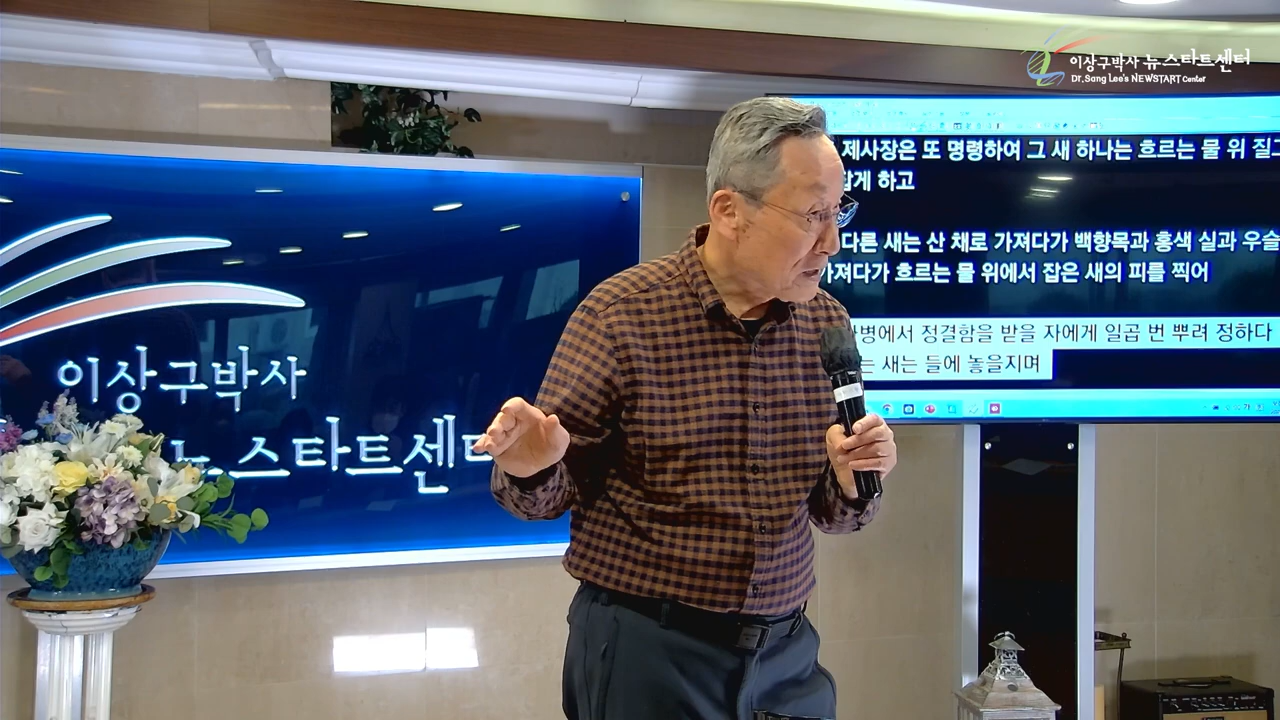 이상구박사 뉴스타트센터
Dr. Sang Lee's NEWSTART Center
제사장은 또 명령하여 그 새 하나는 흐르는 물 위 질그
하고
다른 새는 산 채로 가져다가 백향목과 홍색 실과 우슬
가져다가 흐르는 물 위에서 잡은 새의 피를 찍어
병에서 정결함을 받을 자에게 일곱 번 뿌려 정하다
새는 들에 놓을지며
이상구박사
뉴스타트센터